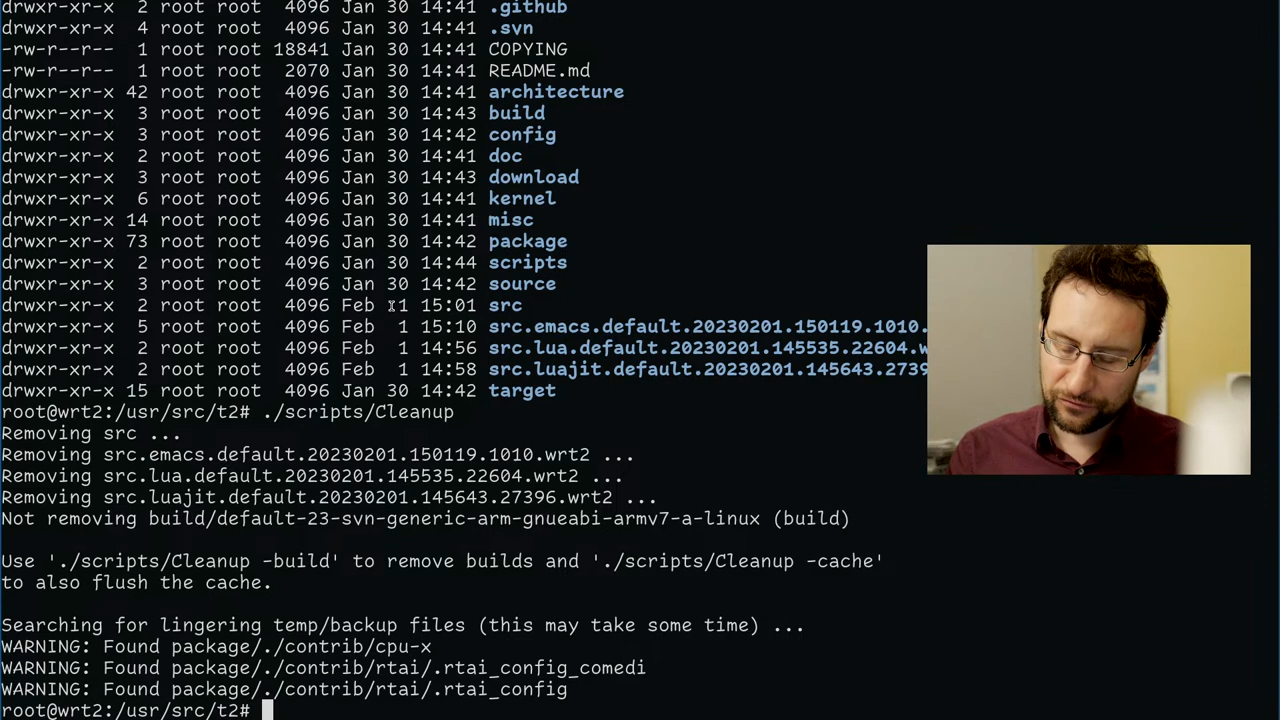 drwxr-xr-x  2 root root  4096 Jan 30 14:41 .github
drwxr-xr-x  4 root root  4096 Jan 30 14:41 .svn
-rw-r--r--  1 root root 18841 Jan 30 14:41 COPYING
-rw-r--r--  1 root root  2070 Jan 30 14:41 README.md
drwxr-xr-x 42 root root  4096 Jan 30 14:41 architecture
drwxr-xr-x  3 root root  4096 Jan 30 14:43 build
drwxr-xr-x  3 root root  4096 Jan 30 14:42 config
drwxr-xr-x  2 root root  4096 Jan 30 14:41 doc
drwxr-xr-x  3 root root  4096 Jan 30 14:43 download
drwxr-xr-x  6 root root  4096 Jan 30 14:41 kernel
drwxr-xr-x 14 root root  4096 Jan 30 14:41 misc
drwxr-xr-x 73 root root  4096 Jan 30 14:42 package
drwxr-xr-x  2 root root  4096 Jan 30 14:44 scripts
drwxr-xr-x  3 root root  4096 Jan 30 14:42 source
drwxr-xr-x  2 root root  4096 Feb  1 15:01 src
drwxr-xr-x  5 root root  4096 Feb  1 15:10 src.emacs.default.20230201.150119.1010.
drwxr-xr-x  2 root root  4096 Feb  1 14:56 src.lua.default.20230201.145535.22604.w
drwxr-xr-x  2 root root  4096 Feb  1 14:58 src.luajit.default.20230201.145643.2739
drwxr-xr-x 15 root root  4096 Jan 30 14:42 target
root@wrt2:/usr/src/t2# ./scripts/Cleanup
Removing src ...
Removing src.emacs.default.20230201.150119.1010.wrt2 ...
Removing src.lua.default.20230201.145535.22604.wrt2 ...
Removing src.luajit.default.20230201.145643.27396.wrt2 ...
Not removing build/default-23-svn-generic-arm-gnueabi-armv7-a-linux (build)
Use './scripts/Cleanup -build' to remove builds and './scripts/Cleanup -cache'
to also flush the cache.
Searching for lingering temp/backup files (this may take some time) ...
WARNING: Found package/./contrib/cpu-x
WARNING: Found package/./contrib/rtai/.rtai_config_comedi
WARNING: Found package/./contrib/rtai/.rtai_config
root@wrt2:/usr/src/t2#